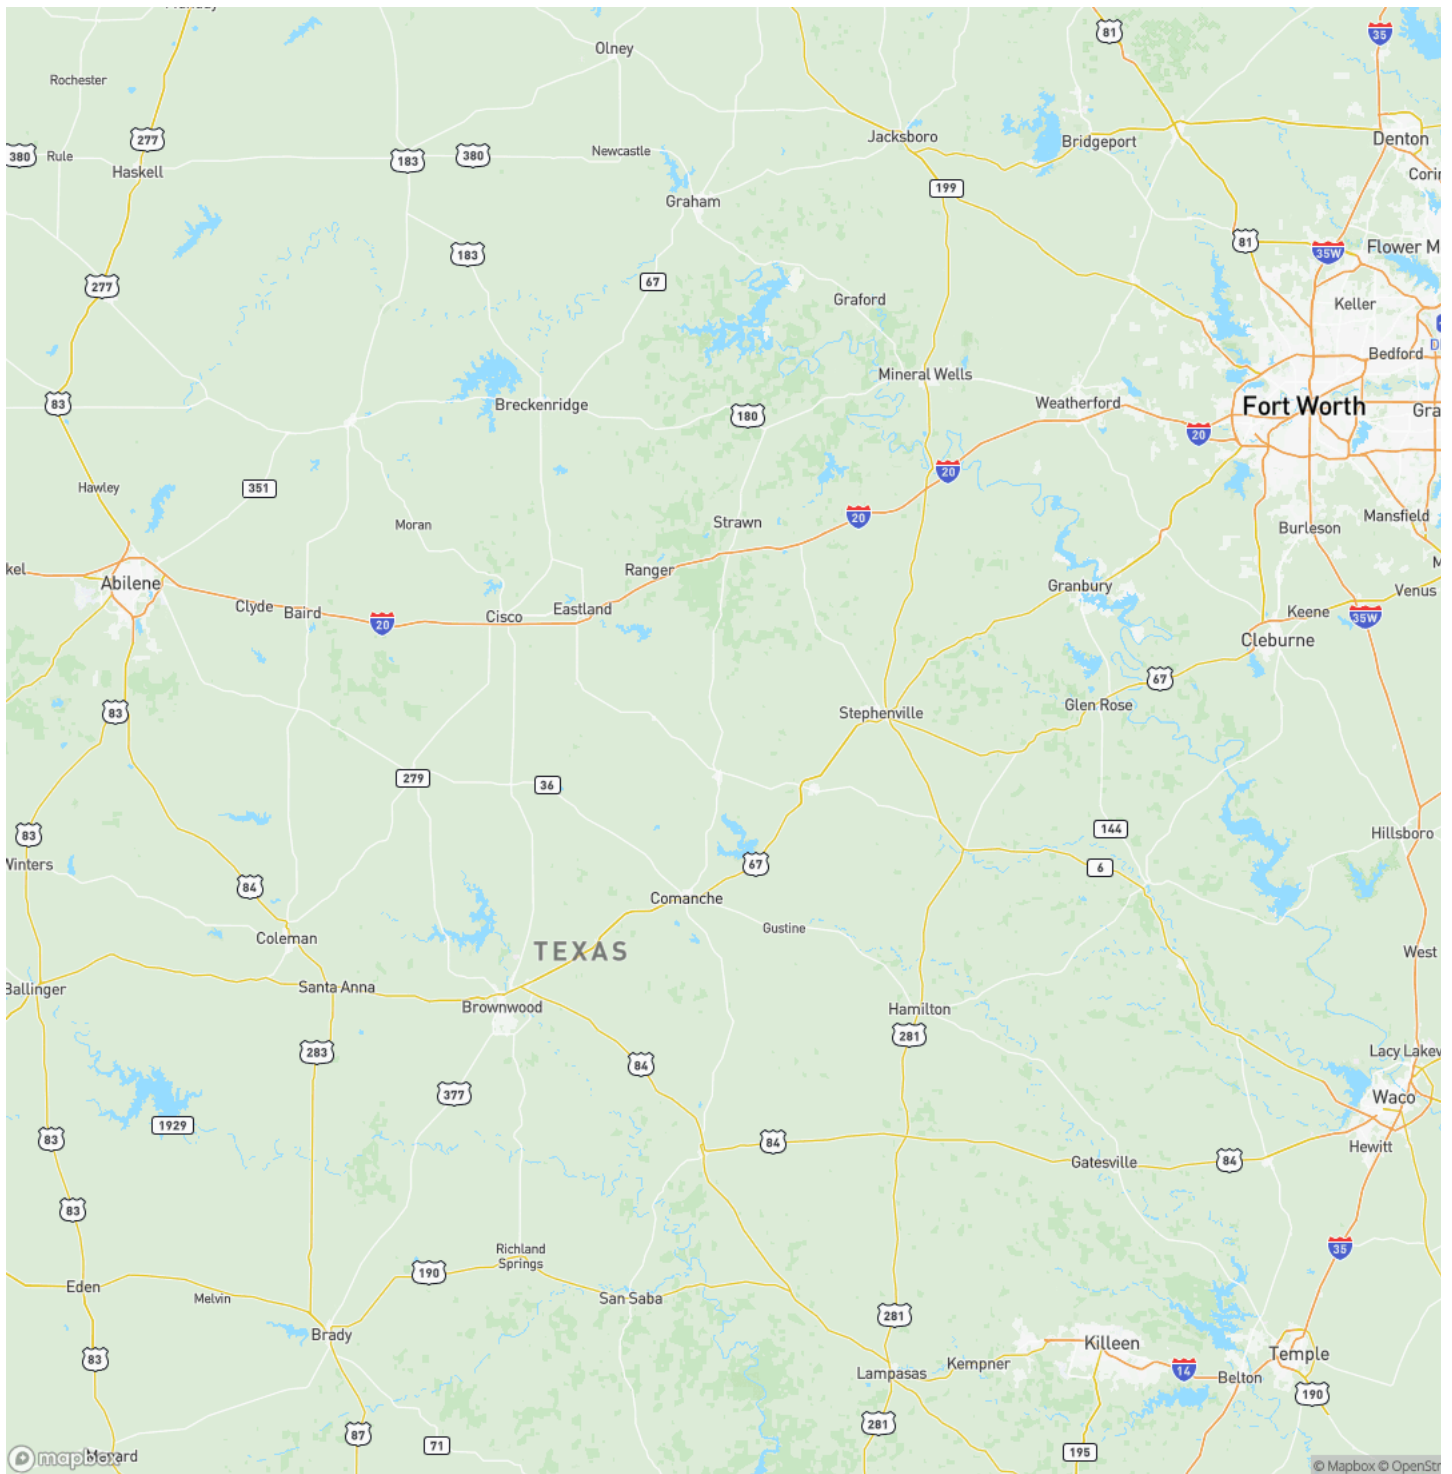 81
35
Olney
Rochester
277
380
Rule
Haskell
183
380
Newcastle
Jacksboro
Bridgeport
Denton
Corin
199
Graham
183
81
35W
Flower M
277
67
Graford
Keller
Bedford
Mineral Wells
83
Breckenridge
180
Weatherford
Fort Worth
Gra
20
20
Hawley
351
Moran
Strawn
20
Burleson
Mansfield
kel
Abilene
Ranger
Granbury
Venus
Clyde
Baird
20
Cisco
Eastland
Keene
35W
Cleburne
83
Stephenville
67
Glen Rose
279
36
83
Winters
84
67
144
6
Hillsboro
Comanche
Gustine
Coleman
TEXAS
West
Ballinger
Santa Anna
Brownwood
Hamilton
283
281
84
377
Lacy Lakev
Waco
83
1929
84
Hewitt
Gatesville
84
83
35
Richland
Springs
190
Eden
Melvin
San Saba
281
Brady
Killeen
Temple
83
Kempner
Lampasas
14
Belton
190
281
87
71
195
Menard
mapbox
© Mapbox © OpenStr